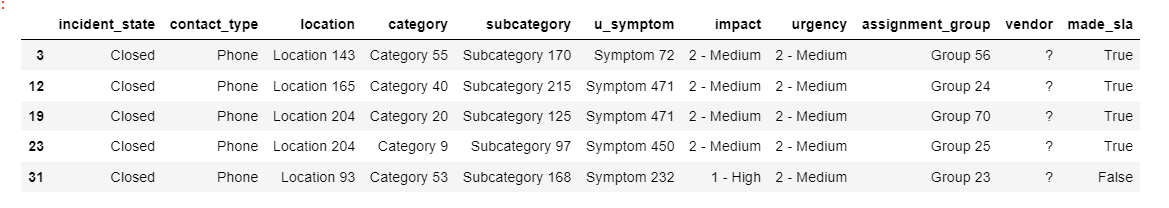 :
incident_state contact_type location category subcategory u_symptom impact urgency assignment_group vendor made_sla
3 Closed Phone Location 143 Category 55 Subcategory 170 Symptom 72 2 - Medium 2 - Medium Group 56 ? True
12 Closed Phone Location 165 Category 40 Subcategory 215 Symptom 471 2 - Medium 2 - Medium Group 24 ? True
19 Closed Phone Location 204 Category 20 Subcategory 125 Symptom 471 2 - Medium 2 - Medium Group 70 ? True
23 Closed Phone Location 204 Category 9 Subcategory 97 Symptom 450 2 - Medium 2 - Medium Group 25 ? True
31 Closed Phone Location 93 Category 53 Subcategory 168 Symptom 232 1 - High 2 - Medium Group 23 ? False